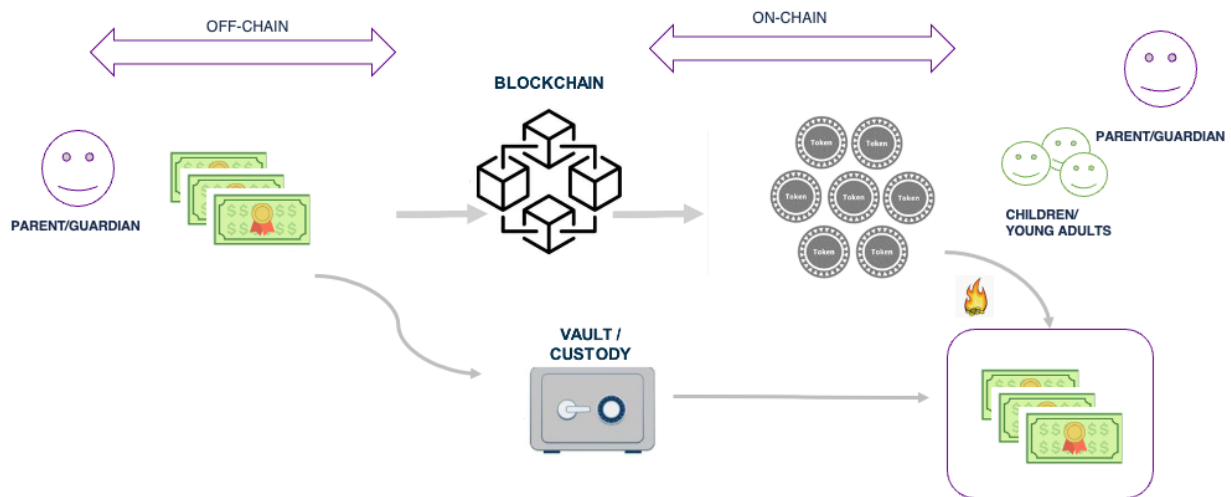 OFF-CHAIN
ON-CHAIN
BLOCKCHAIN
PARENT/GUARDIAN
Token
Token
Token
Token
Token
Token
Token
PARENT/GUARDIAN
CHILDREN/
YOUNG ADULTS
VAULT /
CUSTODY